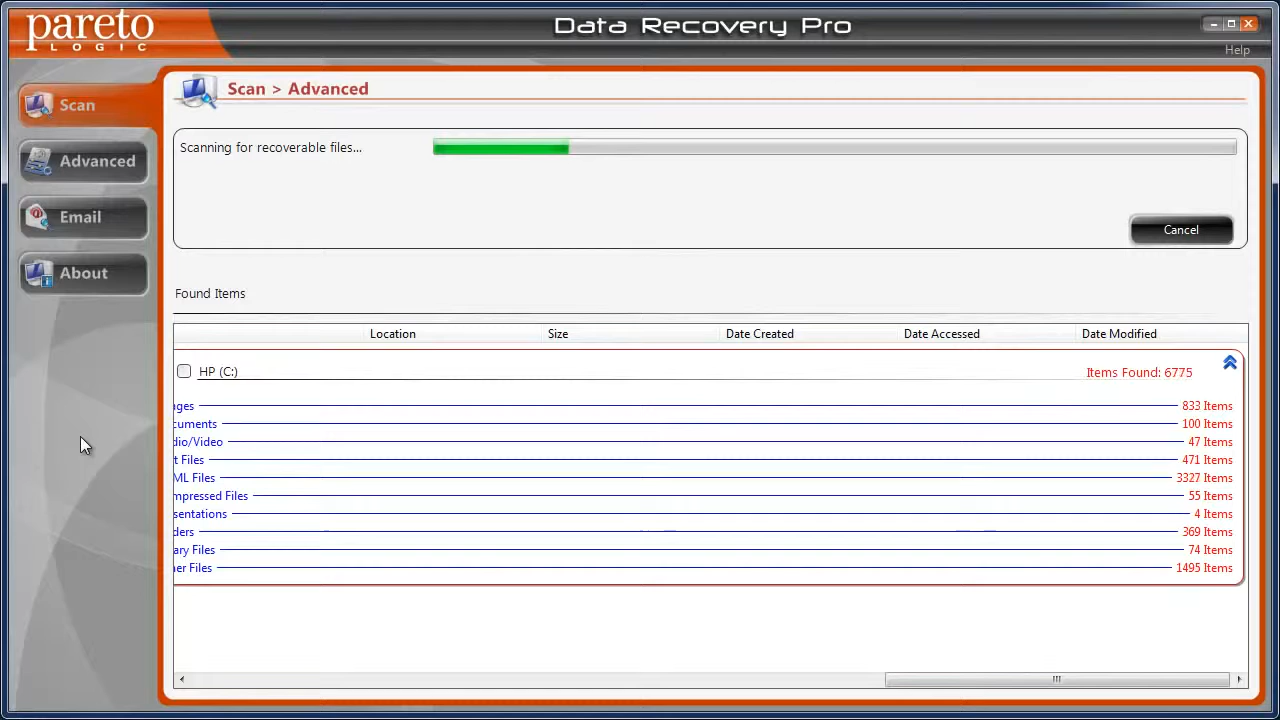 pareto
LOGIC
Data Recovery Pro
Help
Scan
Advanced
Email
About
Scan > Advanced
Scanning for recoverable files...
Cancel
Found Items
Location Size Date Created Date Accessed Date Modified
HP (C:) Items Found: 6775
ages 833 Items
cuments 100 Items
dio/Video 47 Items
t Files 471 Items
ML Files 3327 Items
mpressed Files 55 Items
sentations 4 Items
ders 369 Items
ary Files 74 Items
her Files 1495 Items